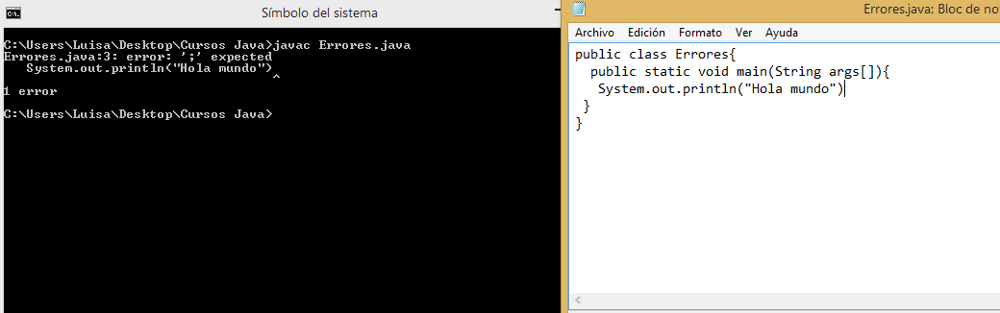 Símbolo del sistema
C:\Users\Luisa\Desktop\Cursos Java>javac Errores.java
Errores.java:3: error: ';' expected
System.out.println("Hola mundo")
^
1 error
C:\Users\Luisa\Desktop\Cursos Java>
Errores.java: Bloc de no
Archivo Edición Formato Ver Ayuda
public class Errores{
public static void main(String args[]){
System.out.println("Hola mundo")
}
}